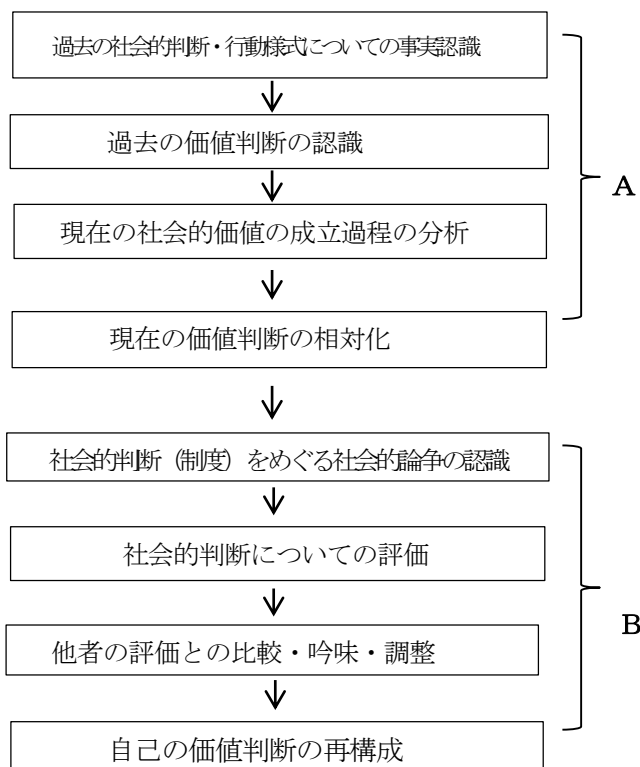 過去の社会的判断・行動様式についての事実認識
過去の価値判断の認識
A
現在の社会的価値の成立過程の分析
現在の価値判断の相対化
社会的判断（制度）をめぐる社会的論争の認識
社会的判断についての評価
B
他者の評価との比較・吟味・調整
自己の価値判断の再構成